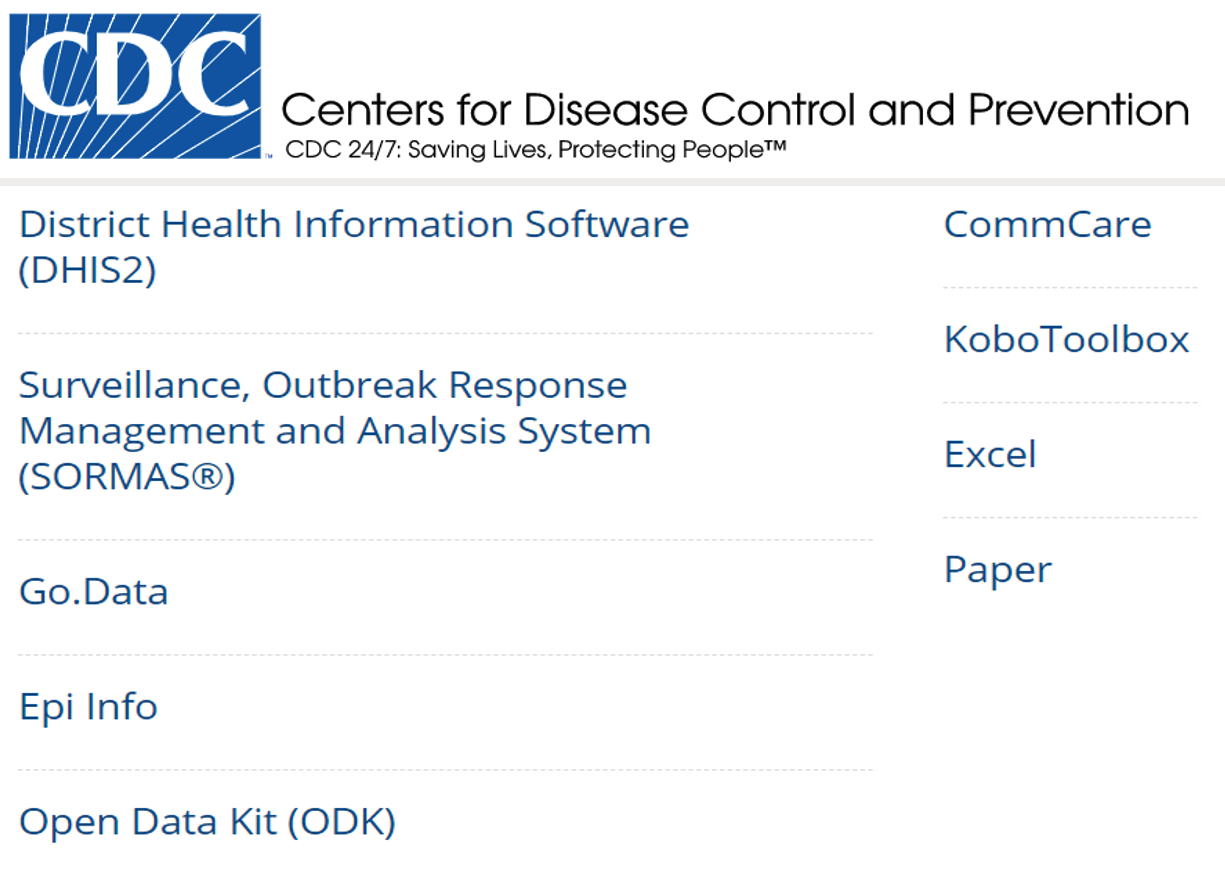 CDC
™
Centers for Disease Control and Prevention
CDC 24/7: Saving Lives, Protecting People™
District Health Information Software
(DHIS2)
Surveillance, Outbreak Response
Management and Analysis System
(SORMAS®)
Go.Data
Epi Info
Open Data Kit (ODK)
CommCare
KoboToolbox
Excel
Paper